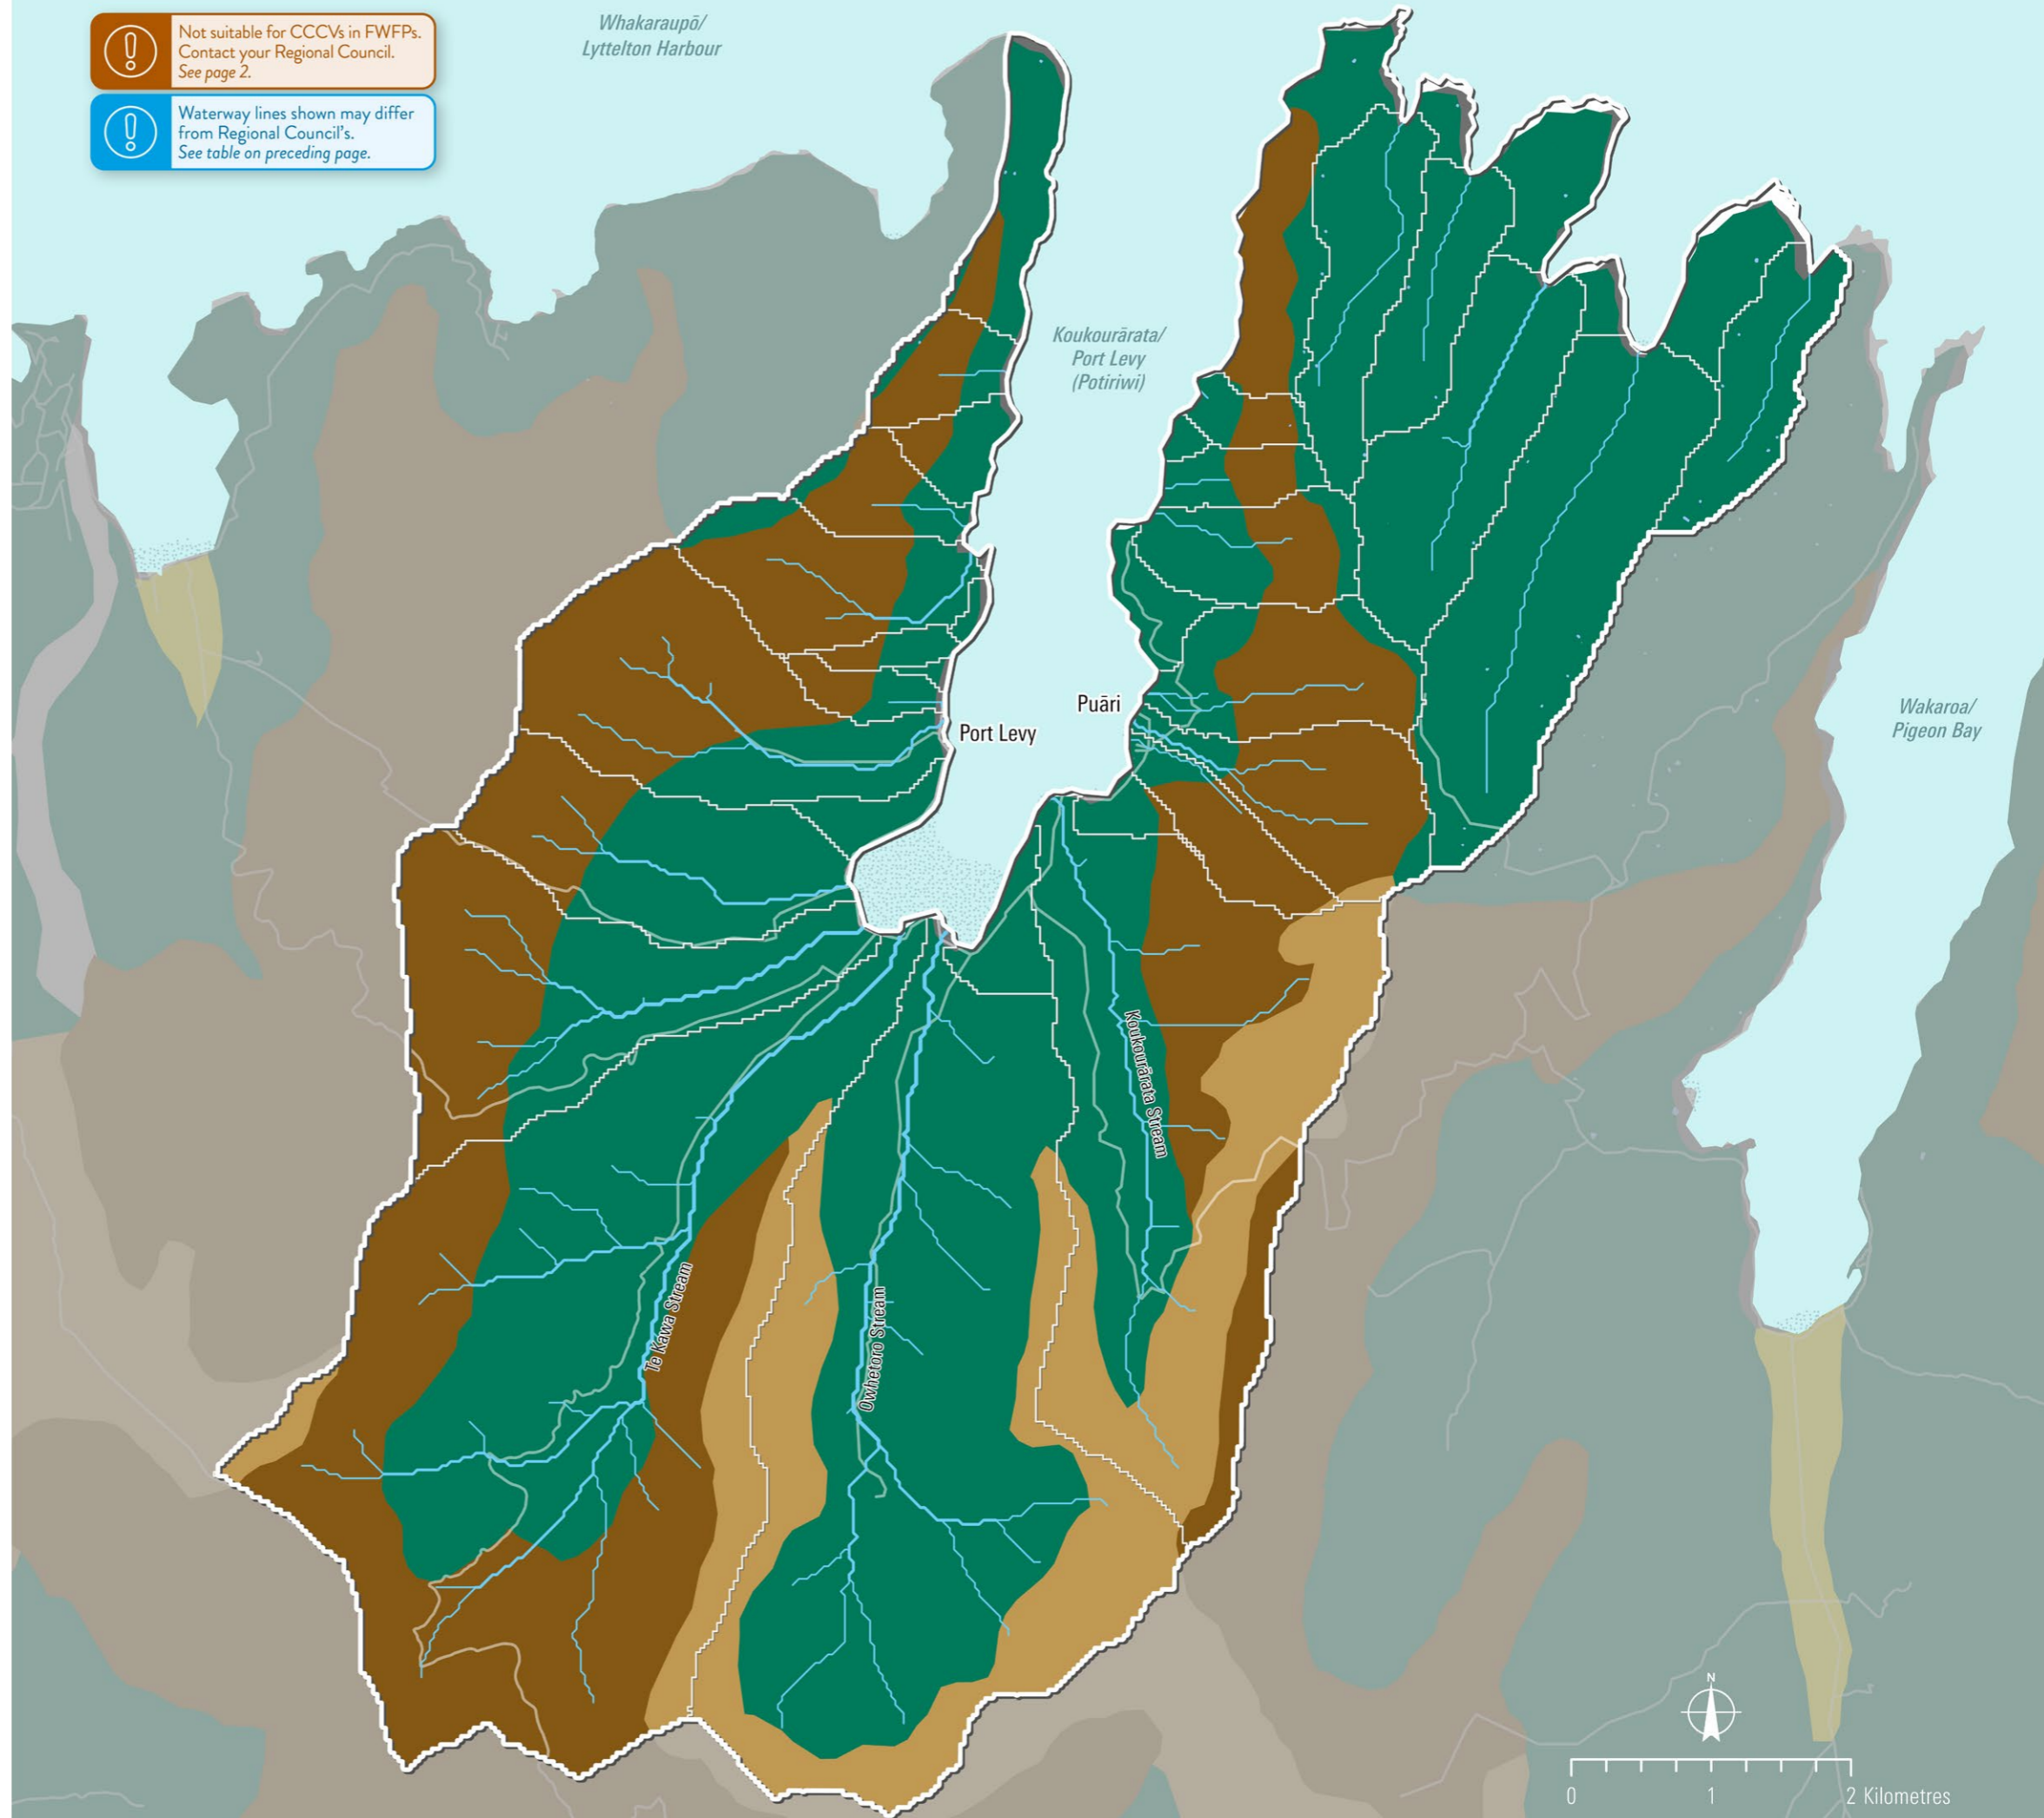 Not suitable for CCCVs in FWFPs.
Contact your Regional Council.
See page 2.
Waterway lines shown may differ
from Regional Council's.
See table on preceding page.
Whakaraupō/
Lyttelton Harbour
Koukourārata/
Port Levy
(Potiriwi)
Puāri
Port Levy
Wakaroa/
Pigeon Bay
Koukourārata Stream
Te Kawa Stream
Owhetoro Stream
N
0 1 2 Kilometres